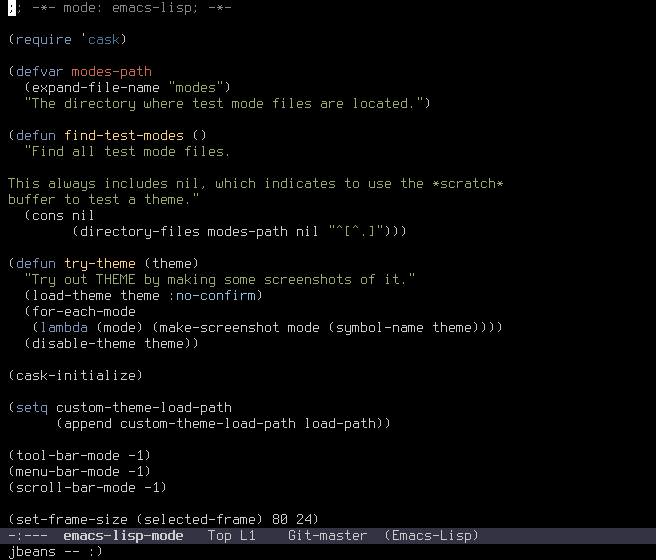 ;; -*- mode: emacs-lisp; -*-
(require 'cask)
(defvar modes-path
  (expand-file-name "modes")
  "The directory where test mode files are located.")
(defun find-test-modes ()
  "Find all test mode files.
This always includes nil, which indicates to use the *scratch*
buffer to test a theme."
  (cons nil
        (directory-files modes-path nil "^[^.]")))
(defun try-theme (theme)
  "Try out THEME by making some screenshots of it."
  (load-theme theme :no-confirm)
  (for-each-mode
   (lambda (mode) (make-screenshot mode (symbol-name theme))))
  (disable-theme theme))
(cask-initialize)
(setq custom-theme-load-path
      (append custom-theme-load-path load-path))
(tool-bar-mode -1)
(menu-bar-mode -1)
(scroll-bar-mode -1)
(set-frame-size (selected-frame) 80 24)
-:---  emacs-lisp-mode   Top L1    Git-master  (Emacs-Lisp)
jbeans -- :)